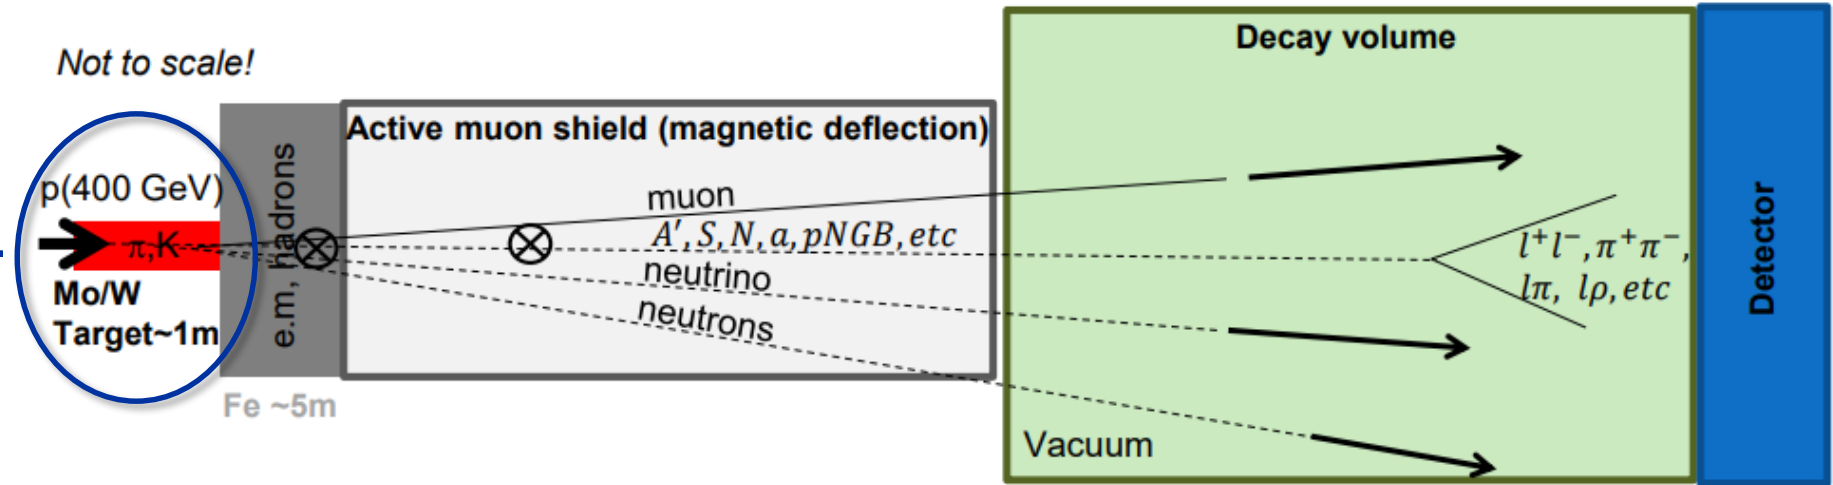 Not to scale!
Decay volume
Active muon shield (magnetic deflection)
e.m, hadrons
p(400 GeV)
π,K
Mo/W
Target~1m
Fe ~5m
muon
A′, S, N, a, pNGB, etc
neutrino
neutrons
l⁺l⁻, π⁺π⁻,
lπ, lρ, etc
Vacuum
Detector